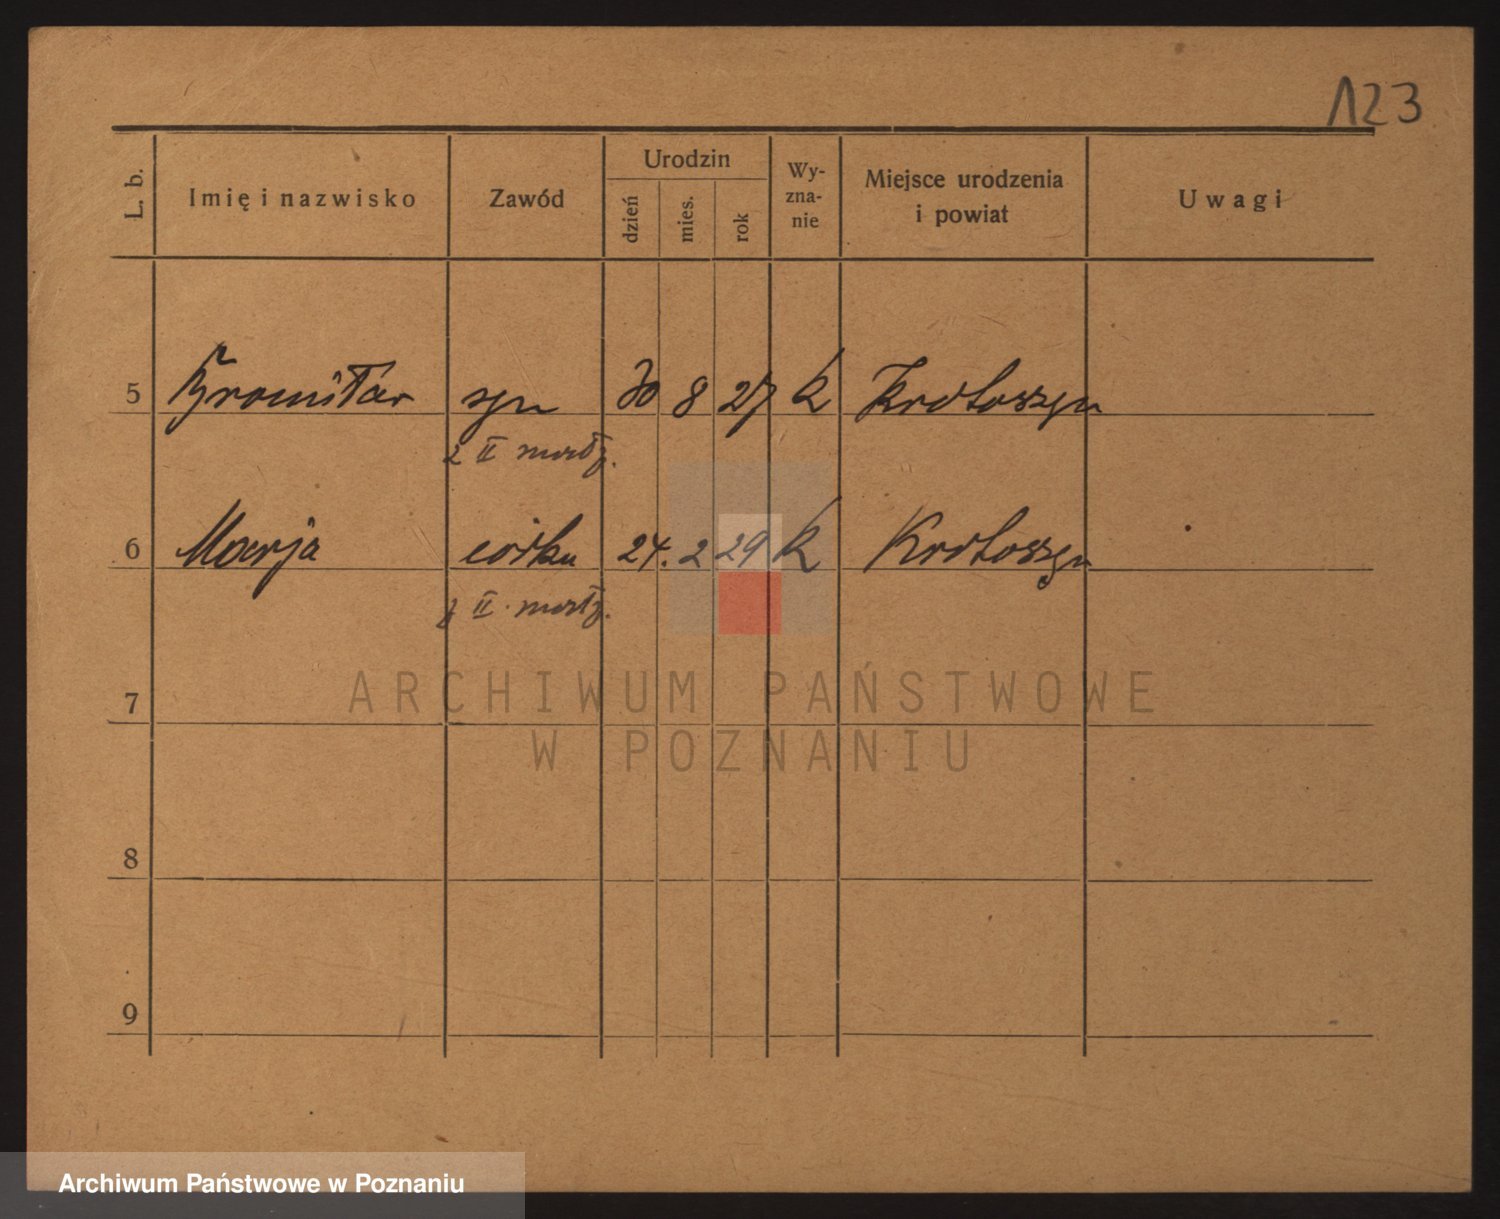 123
L. b. Imię i nazwisko Zawód Urodzin dzień mies. rok Wy-zna-nie Miejsce urodzenia i powiat Uwagi
5 Bronisław syn 30 8 27 k Krotoszyn
z II małż.
6 Marja córka 24. 2 29 k Krotoszyn
z II małż.
7
8
9
ARCHIWUM PAŃSTWOWE
W POZNANIU
Archiwum Państwowe w Poznaniu